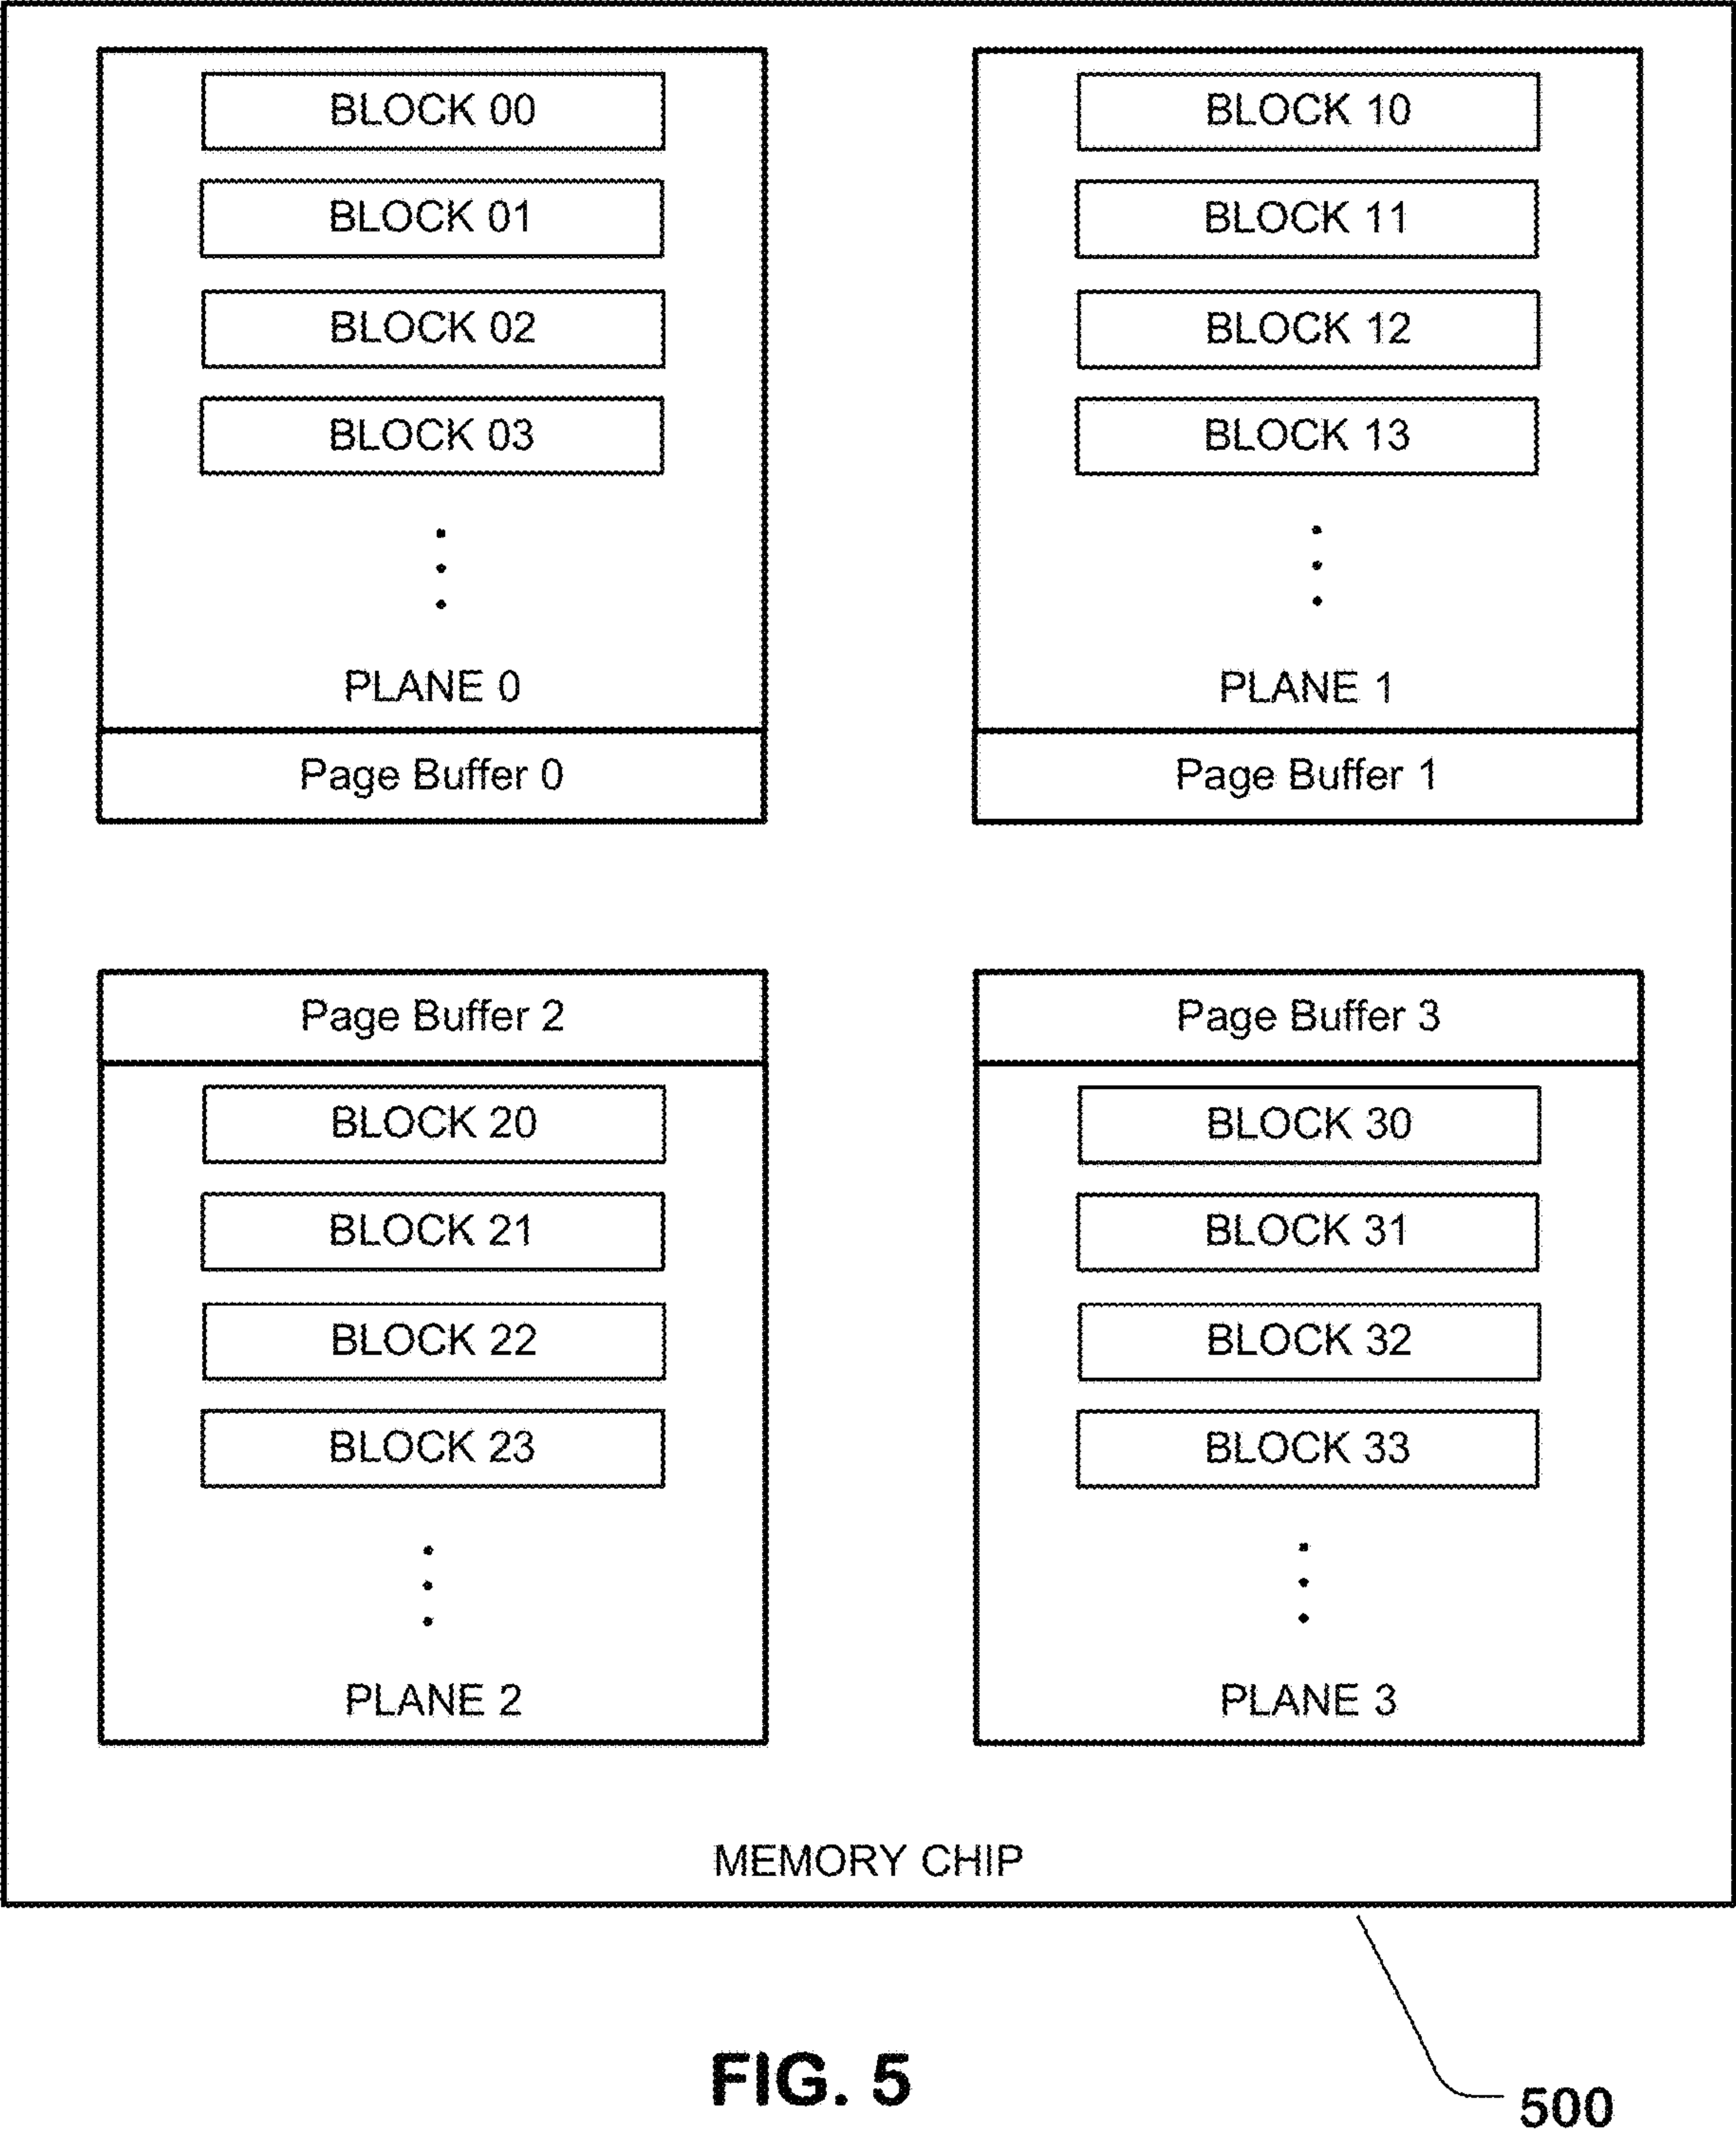 BLOCK 00
BLOCK 01
BLOCK 02
BLOCK 03
PLANE 0
Page Buffer 0
BLOCK 10
BLOCK 11
BLOCK 12
BLOCK 13
PLANE 1
Page Buffer 1
Page Buffer 2
BLOCK 20
BLOCK 21
BLOCK 22
BLOCK 23
PLANE 2
Page Buffer 3
BLOCK 30
BLOCK 31
BLOCK 32
BLOCK 33
PLANE 3
MEMORY CHIP
500
FIG. 5